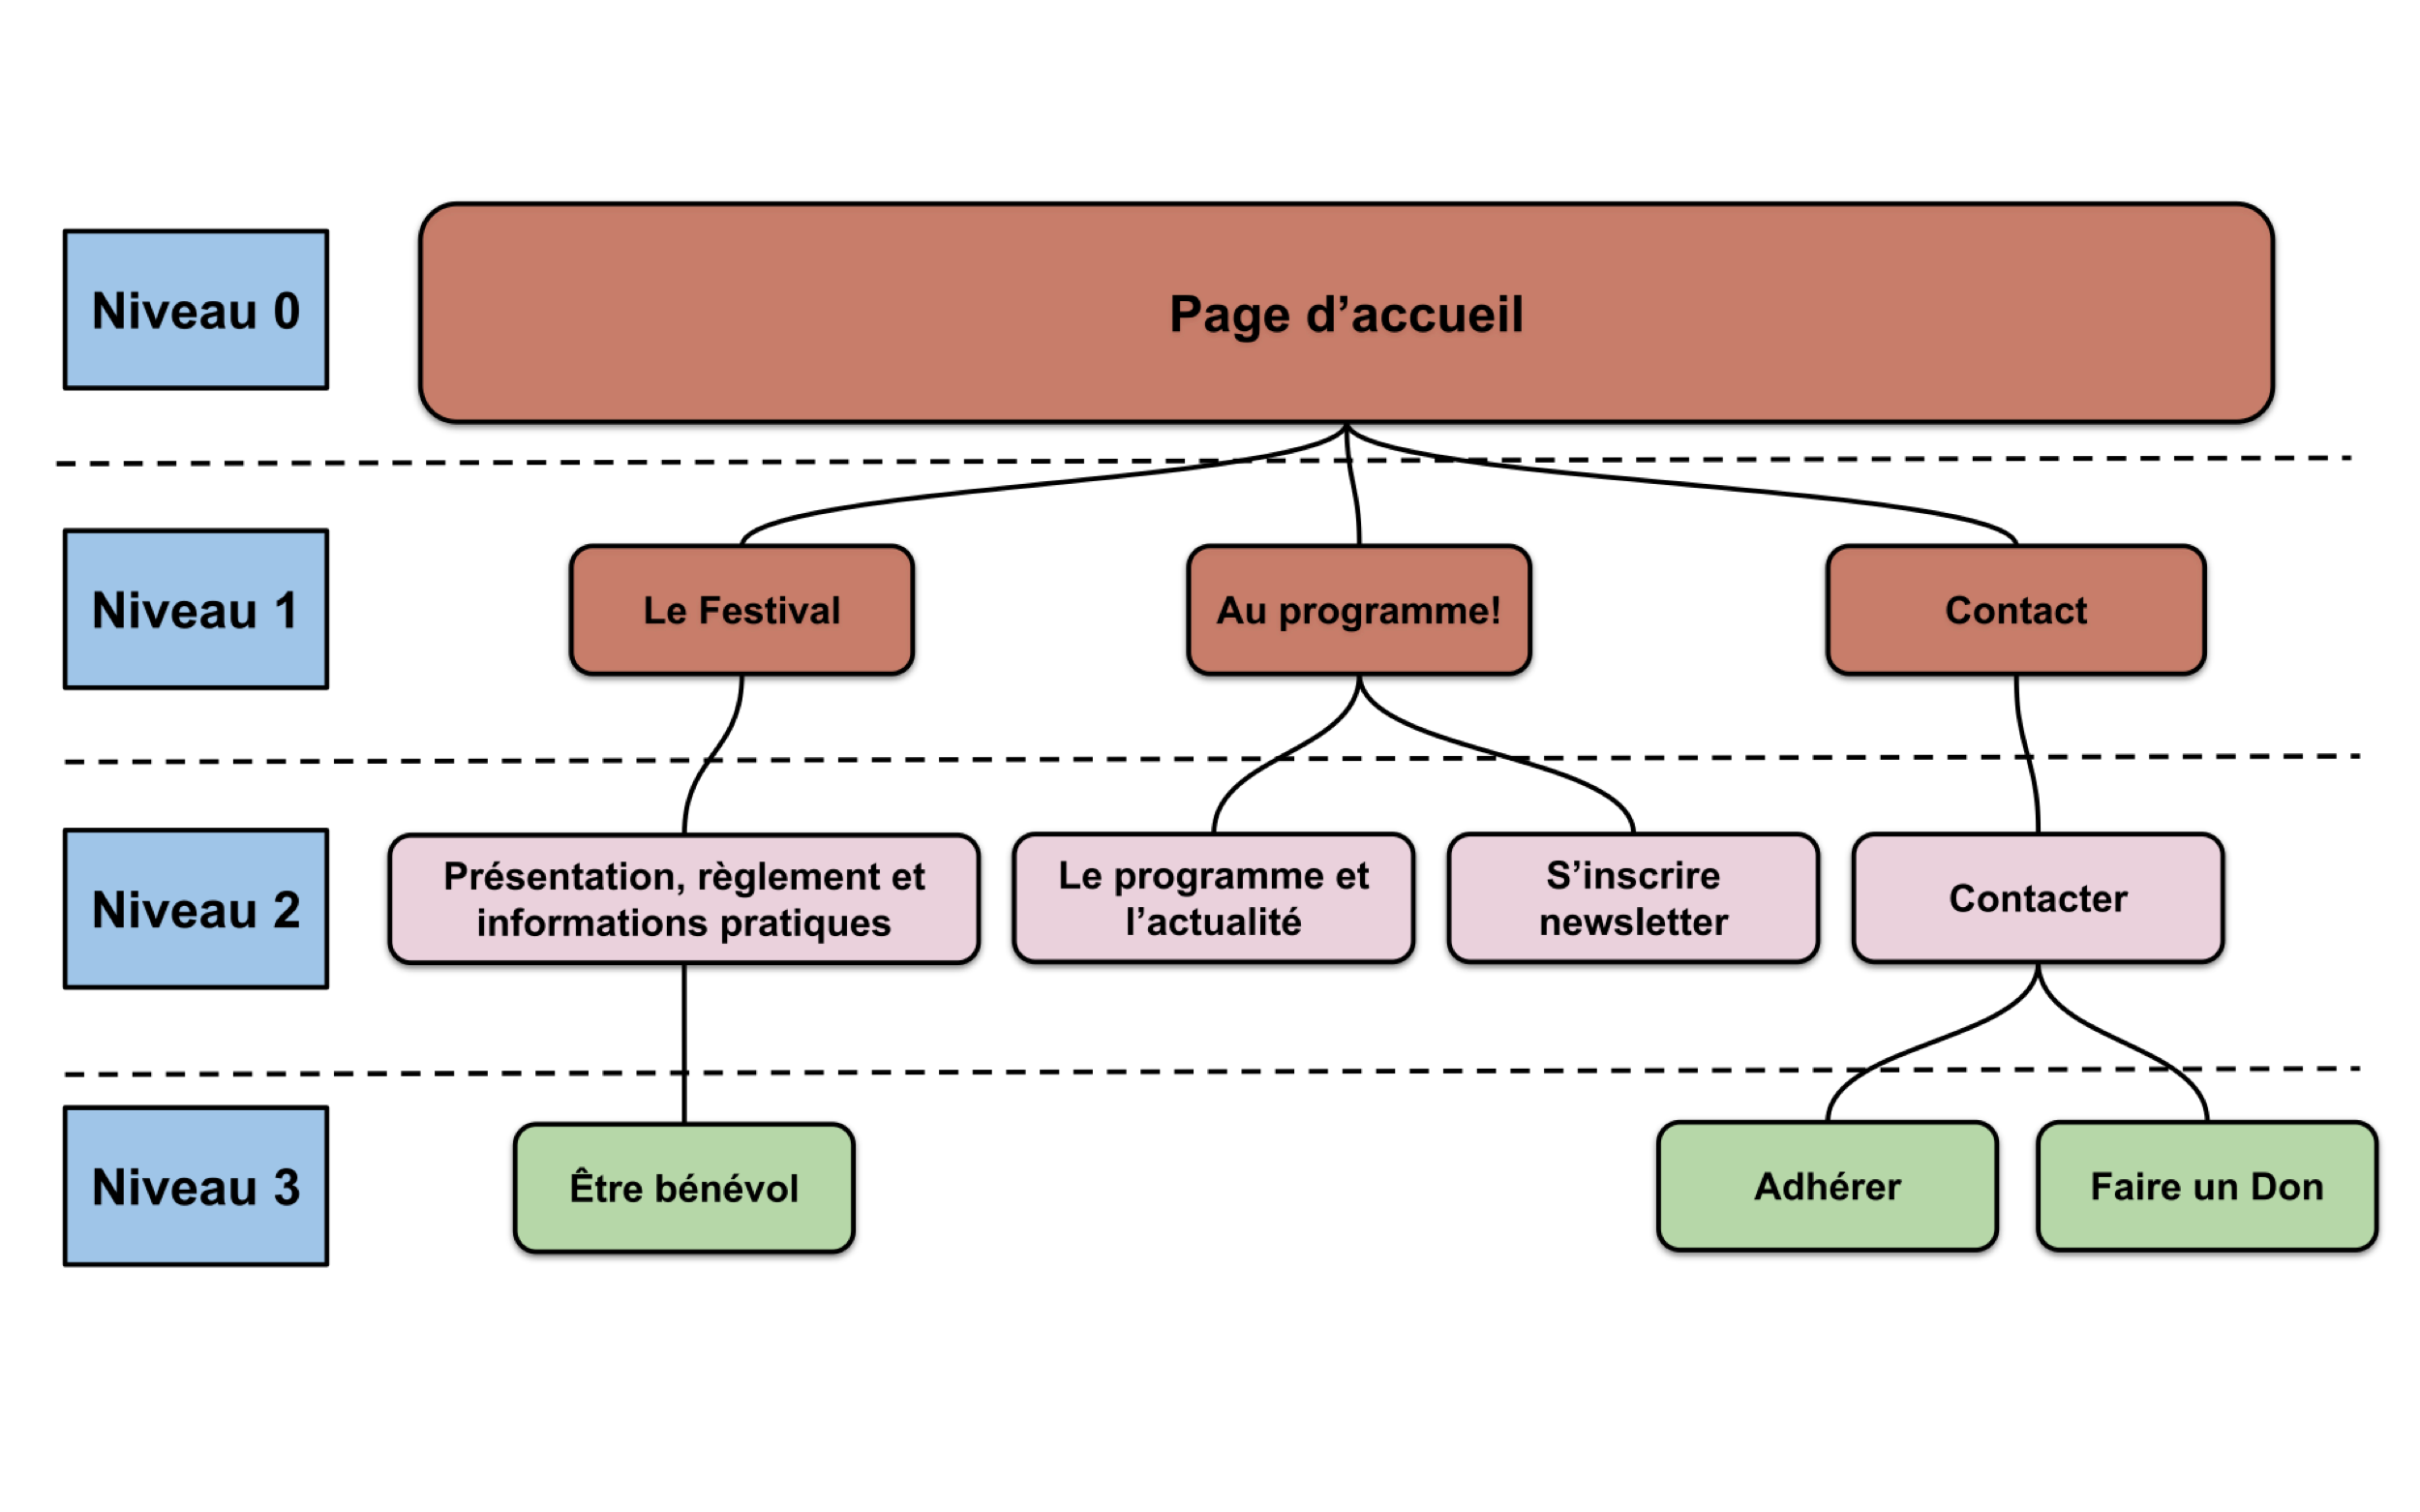 Niveau 0
Page d’accueil
Niveau 1
Le Festival
Au programme!
Contact
Niveau 2
Présentation, règlement et
informations pratiques
Le programme et
l’actualité
S’inscrire
newsletter
Contacter
Niveau 3
Être bénévol
Adhérer
Faire un Don